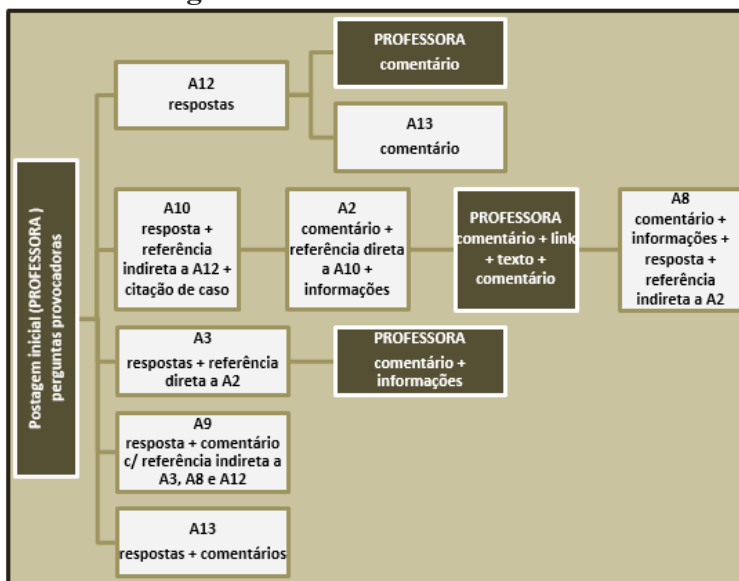 Postagem inicial (PROFESSORA )
perguntas provocadoras
A12
respostas
PROFESSORA
comentário
A13
comentário
A10
resposta +
referência
indireta a A12 +
citação de caso
A2
comentário +
referência direta
a A10 +
informações
PROFESSORA
comentário + link
+ texto +
comentário
A8
comentário +
informações +
resposta +
referência
indireta a A2
A3
respostas + referência
direta a A2
PROFESSORA
comentário +
informações
A9
resposta + comentário
c/ referência indireta a
A3, A8 e A12
A13
respostas + comentários